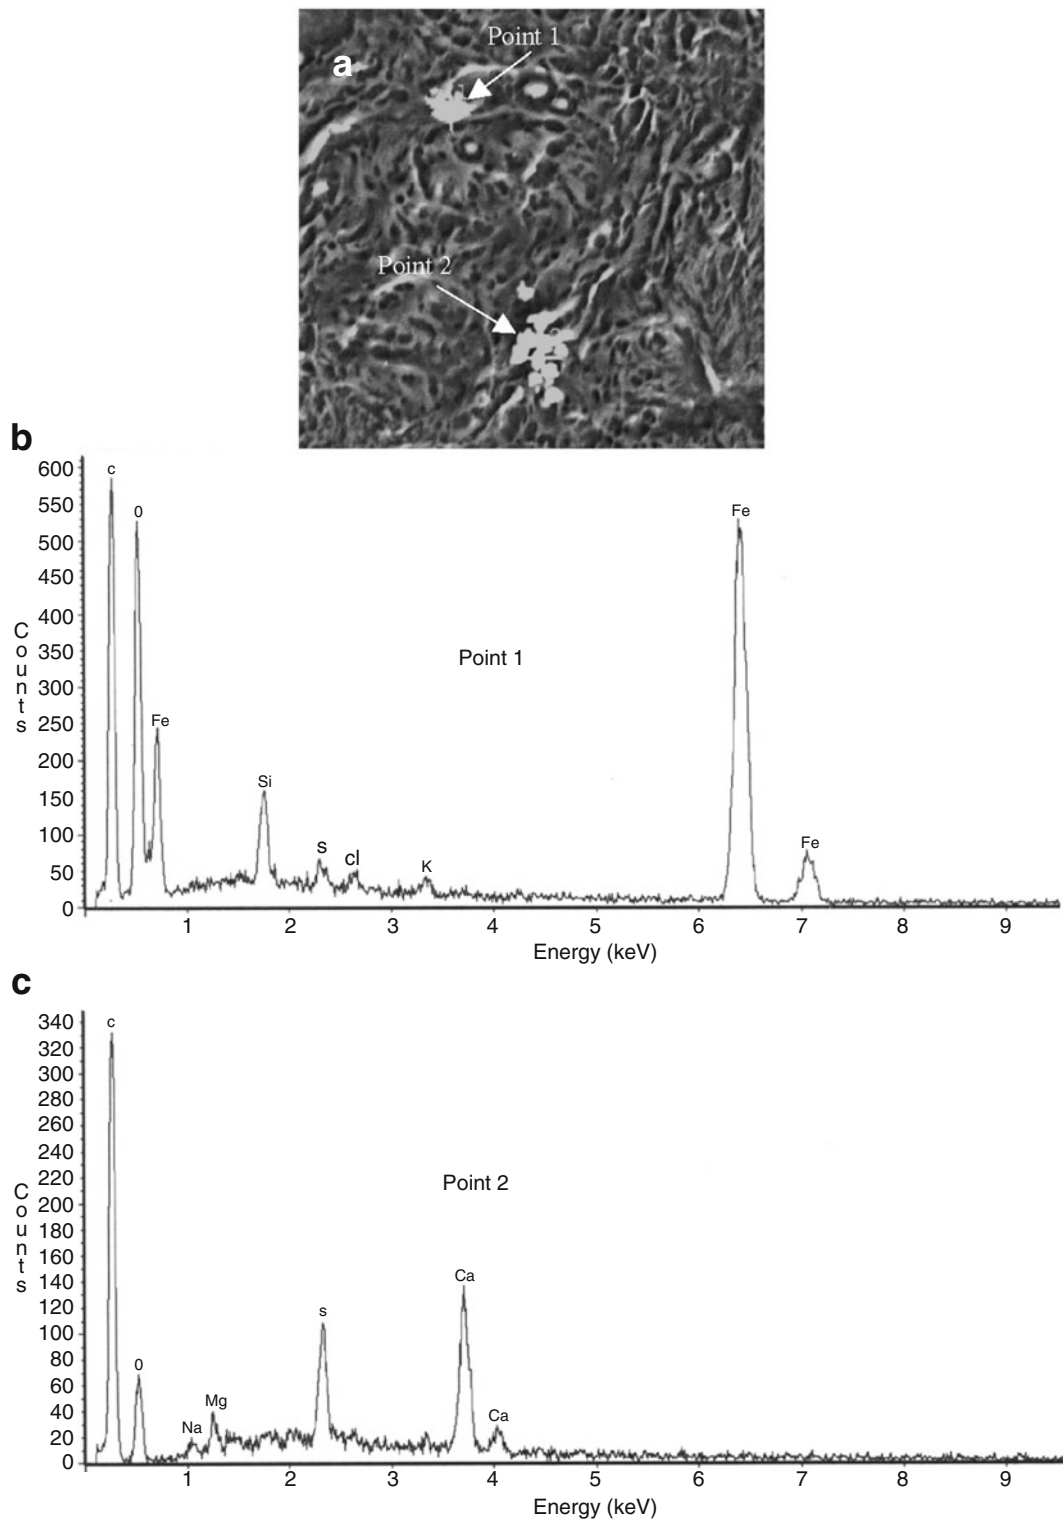 a
Point 1
Point 2
b
600
550
500
450
400
350
300
250
200
150
100
50
0
Counts
c
0
Fe
Si
s
cl
K
Fe
Fe
Point 1
1 2 3 4 5 6 7 8 9
Energy (keV)
c
340
320
300
280
260
240
220
200
180
160
140
120
100
80
60
40
20
0
Counts
c
0
Na
Mg
s
Ca
Ca
Point 2
1 2 3 4 5 6 7 8 9
Energy (keV)